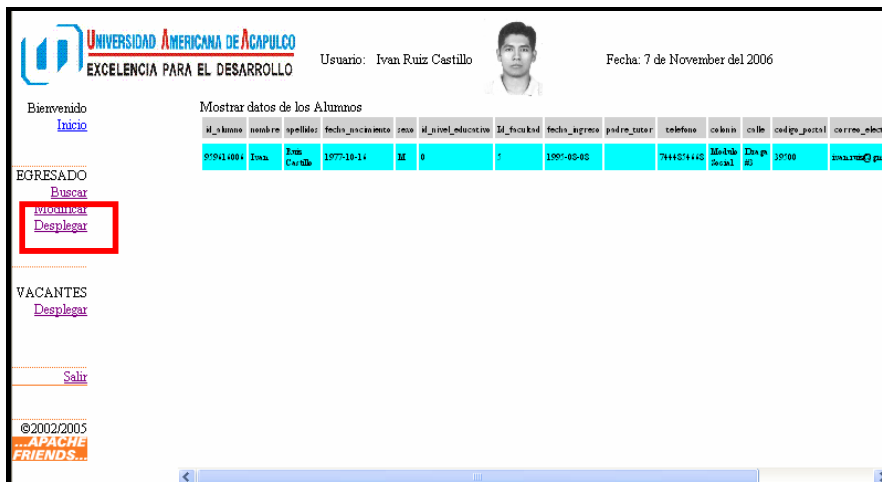 UNIVERSIDAD AMERICANA DE ACAPULCO
EXCELENCIA PARA EL DESARROLLO
Usuario: Ivan Ruiz Castillo
Fecha: 7 de November del 2006
Bienvenido
Inicio
EGRESADO
Buscar
Modificar
Desplegar
VACANTES
Desplegar
Salir
©2002/2005
...APACHE
FRIENDS...
Mostrar datos de los Alumnos
id_alumno nombre apellidos fecha_nacimiento sexo id_nivel_educativo Id_facultad fecha_ingreso padre_tutor telefono colonia calle codigo_postal correo_elect
Ivan Ruiz Castillo 1977-10-14 M 0 5 1995-08-08 Modulo Social #3 39500